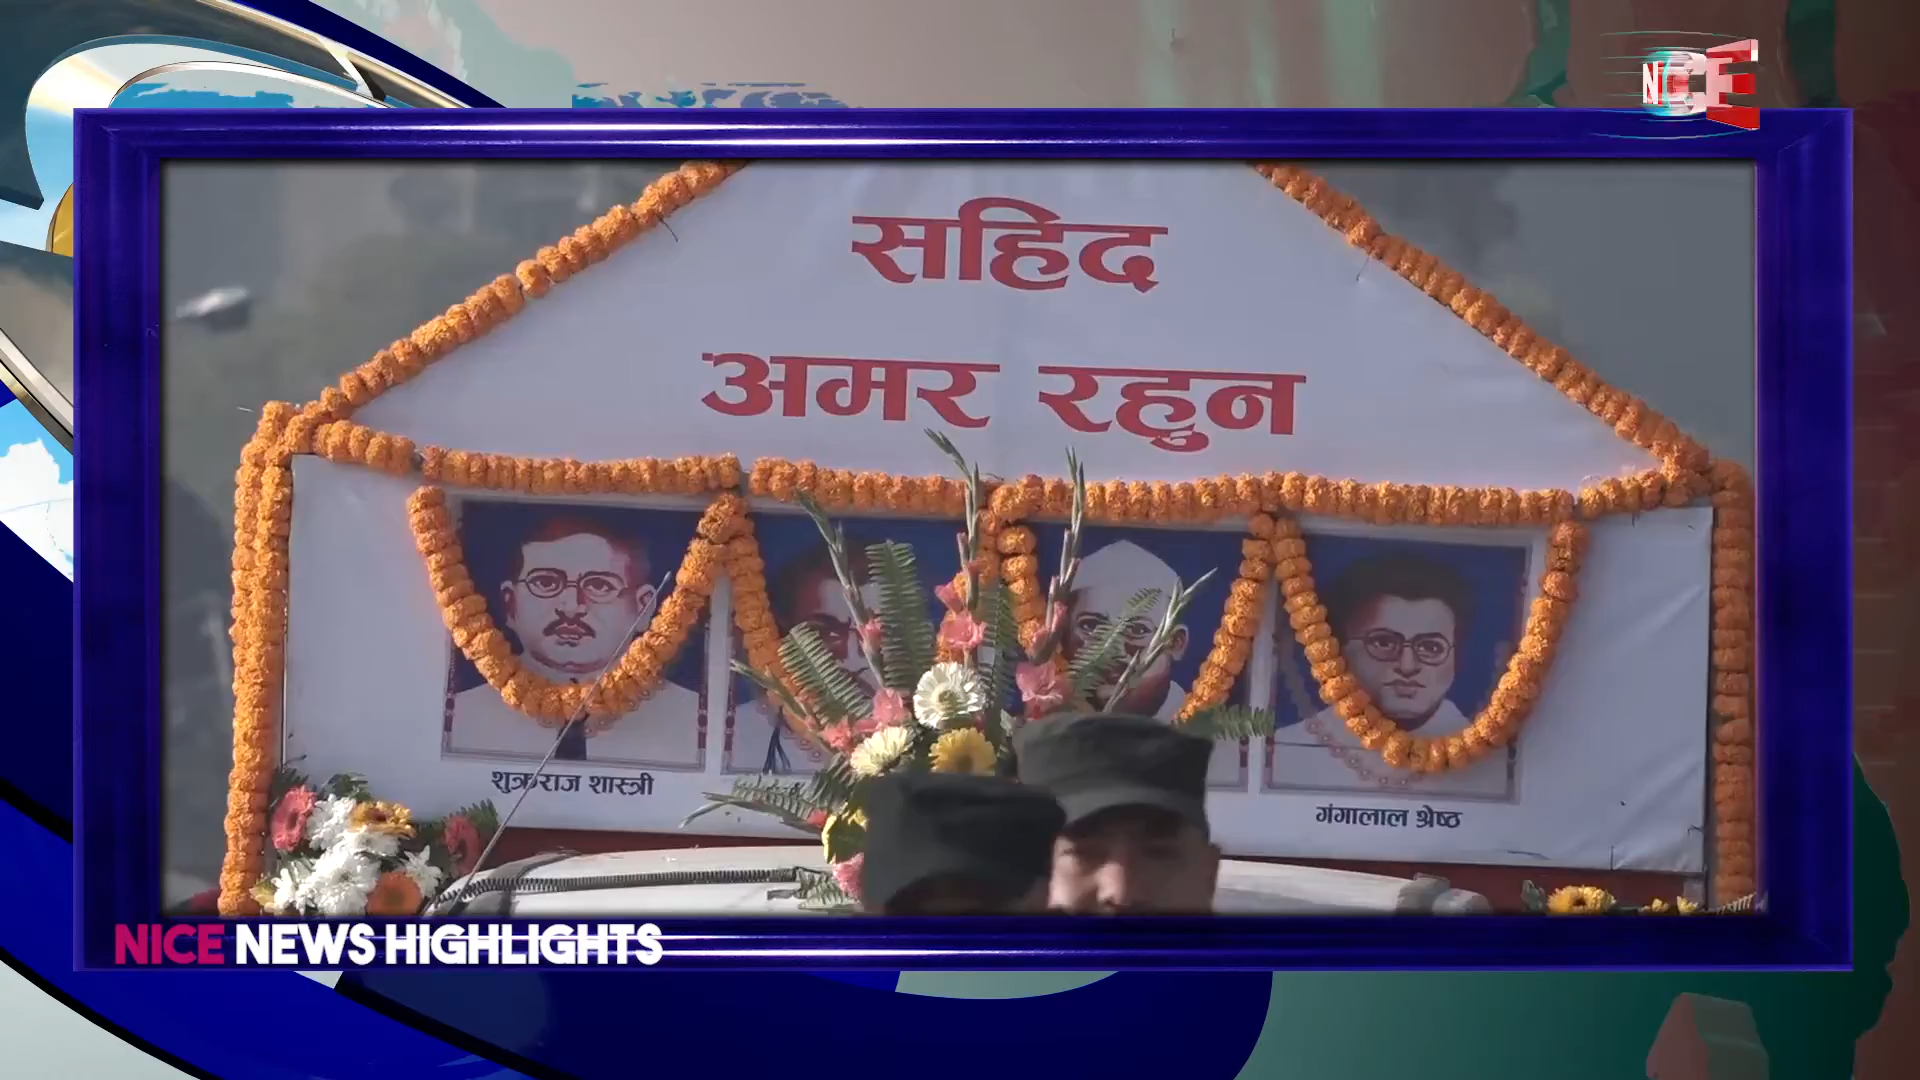 NICE
सहिद
अमर रहुन
शुक्रराज शास्त्री
गंगालाल श्रेष्ठ
NICE NEWS HIGHLIGHTS